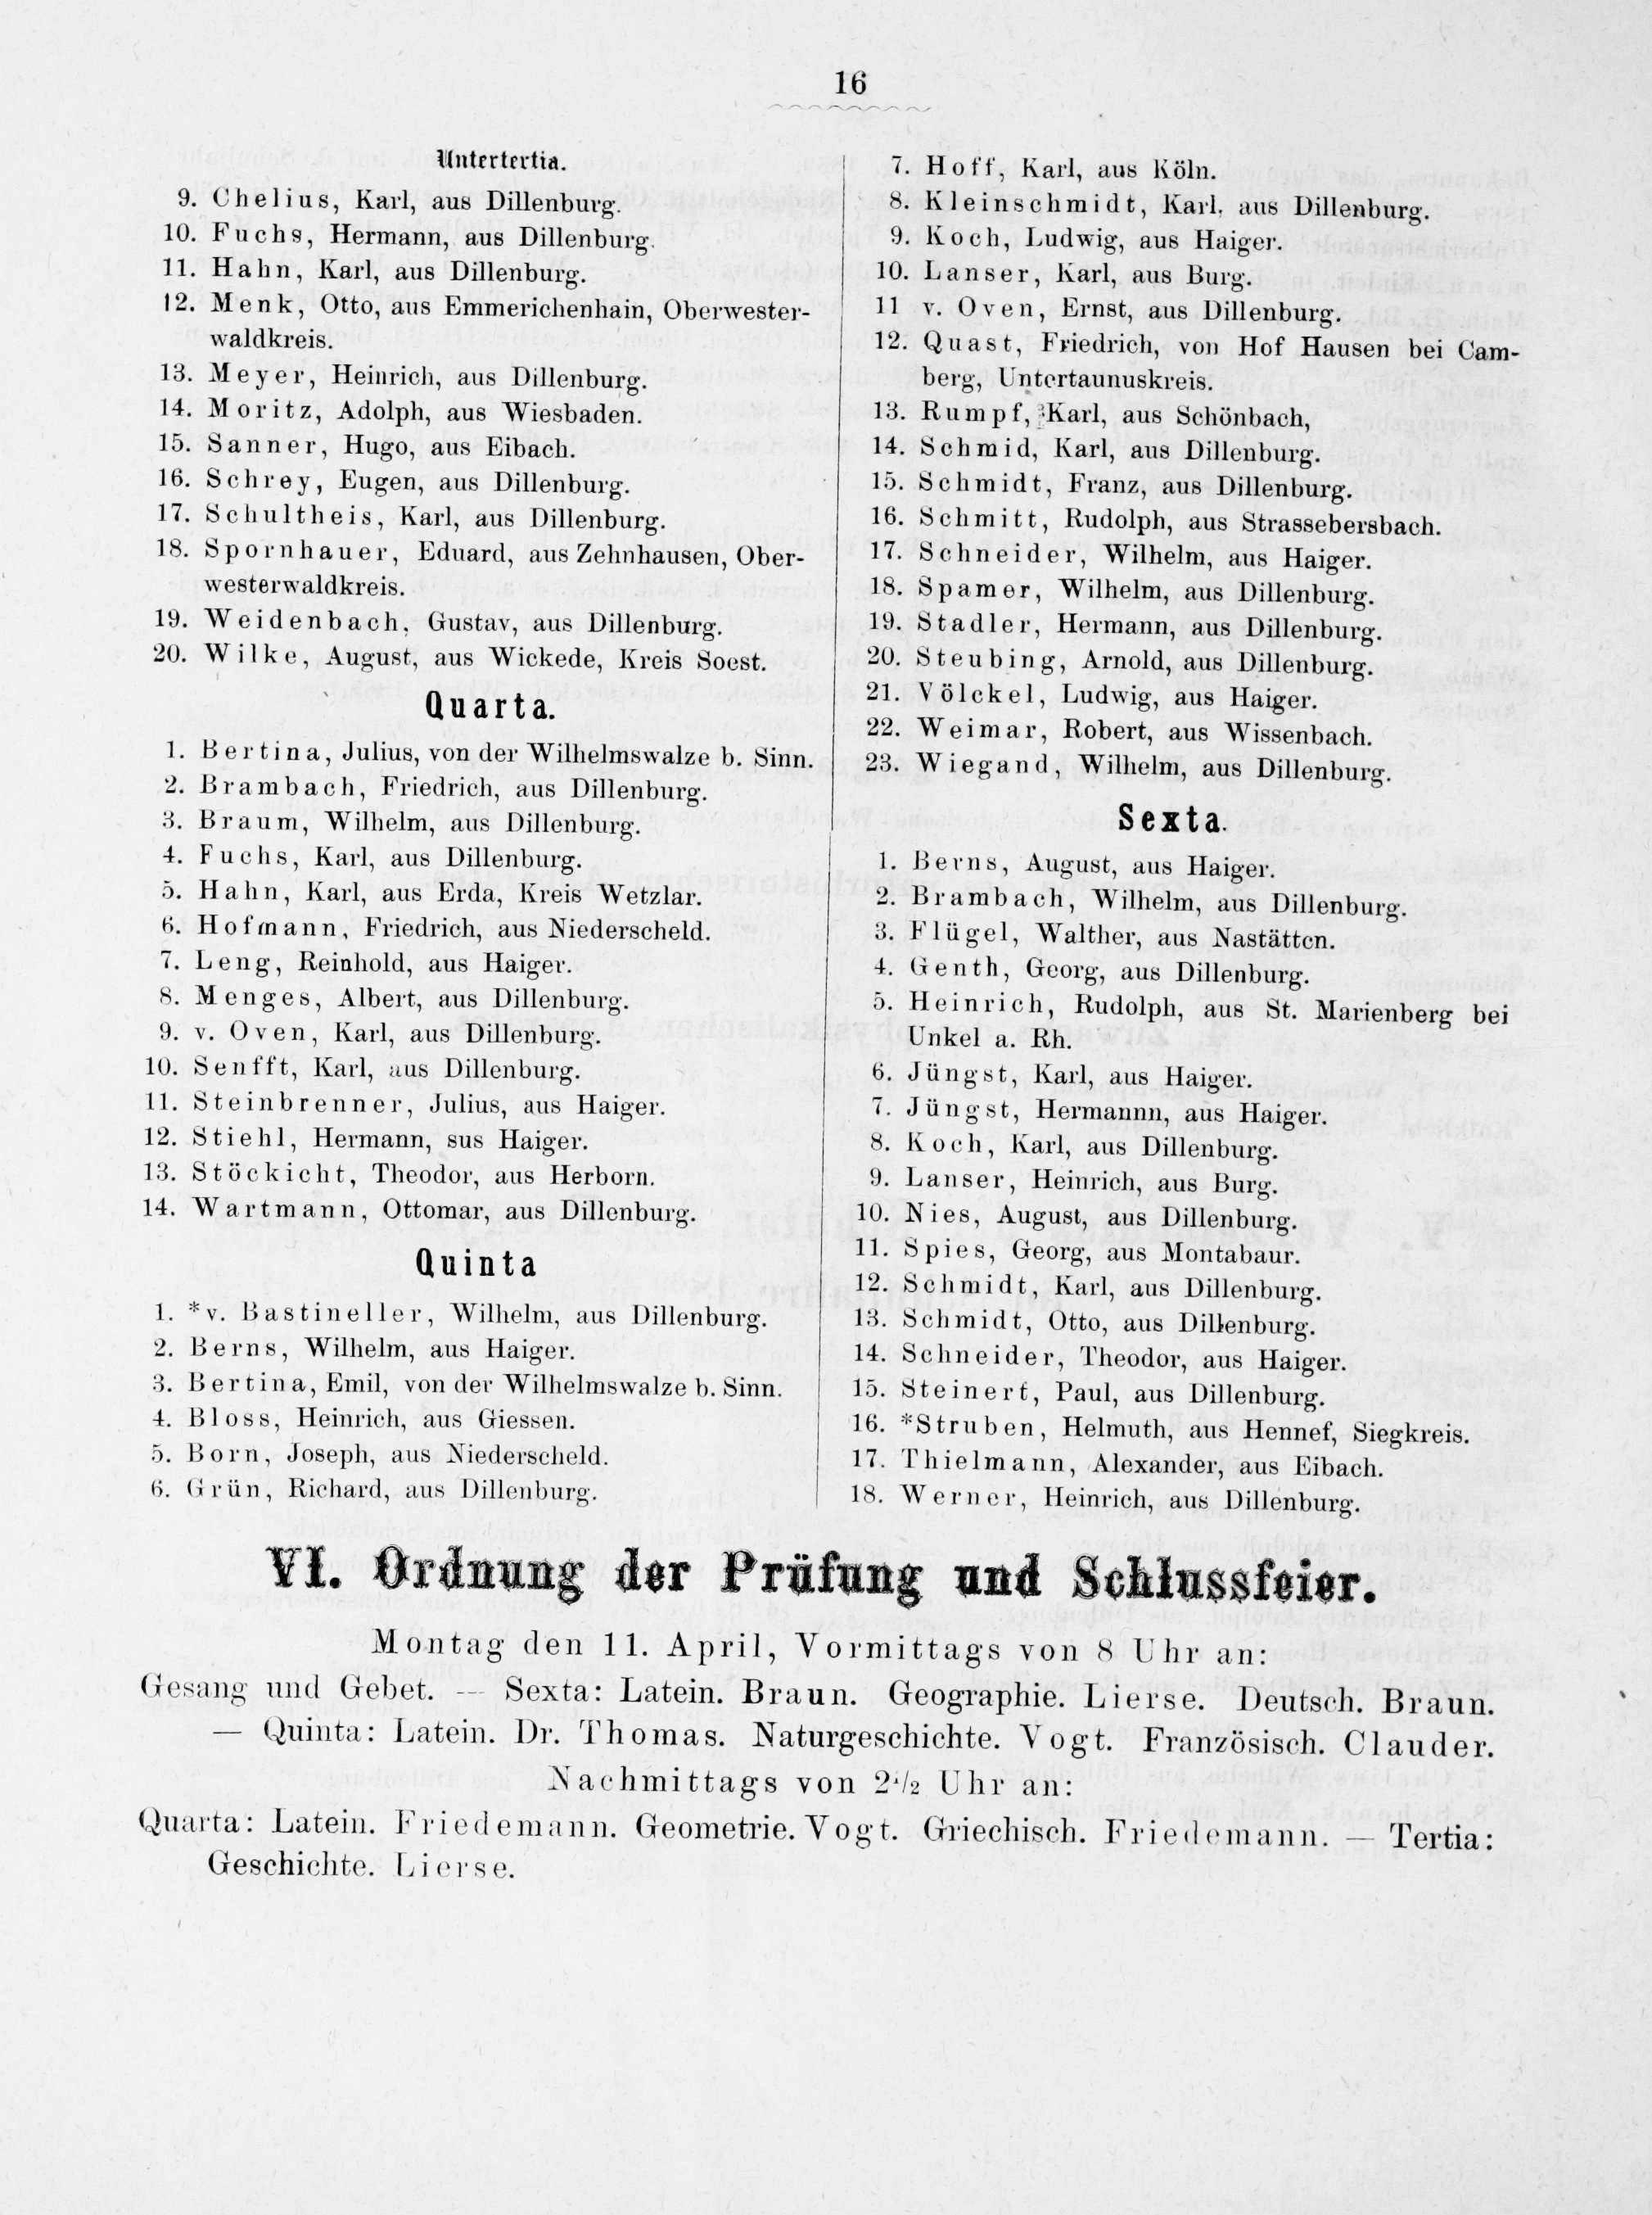 16
Untertertia.
9. Chelius, Karl, aus Dillenburg.
10. Fuchs, Hermann, aus Dillenburg.
11. Hahn, Karl, aus Dillenburg.
12. Menk, Otto, aus Emmerichenhain, Oberwester-
waldkreis.
13. Meyer, Heinrich, aus Dillenburg.
14. Moritz, Adolph, aus Wiesbaden.
15. Sanner, Hugo, aus Eibach.
16. Schrey, Eugen, aus Dillenburg.
17. Schultheis, Karl, aus Dillenburg.
18. Spornhauer, Eduard, aus Zehnhausen, Ober-
westerwaldkreis.
19. Weidenbach, Gustav, aus Dillenburg.
20. Wilke, August, aus Wickede, Kreis Soest.
Quarta.
1. Bertina, Julius, von der Wilhelmswalze b. Sinn.
2. Brambach, Friedrich, aus Dillenburg.
3. Braum, Wilhelm, aus Dillenburg.
4. Fuchs, Karl, aus Dillenburg.
5. Hahn, Karl, aus Erda, Kreis Wetzlar.
6. Hofmann, Friedrich, aus Niederscheld.
7. Leng, Reinhold, aus Haiger.
8. Menges, Albert, aus Dillenburg.
9. v. Oven, Karl, aus Dillenburg.
10. Senfft, Karl, aus Dillenburg.
11. Steinbrenner, Julius, aus Haiger.
12. Stiehl, Hermann, sus Haiger.
13. Stöckicht, Theodor, aus Herborn.
14. Wartmann, Ottomar, aus Dillenburg.
Quinta
1. *v. Bastineller, Wilhelm, aus Dillenburg.
2. Berns, Wilhelm, aus Haiger.
3. Bertina, Emil, von der Wilhelmswalze b. Sinn.
4. Bloss, Heinrich, aus Giessen.
5. Born, Joseph, aus Niederscheld.
6. Grün, Richard, aus Dillenburg.
7. Hoff, Karl, aus Köln.
8. Kleinschmidt, Karl, aus Dillenburg.
9. Koch, Ludwig, aus Haiger.
10. Lanser, Karl, aus Burg.
11 v. Oven, Ernst, aus Dillenburg.
12. Quast, Friedrich, von Hof Hausen bei Cam-
berg, Untertaunuskreis.
13. Rumpf, Karl, aus Schönbach,
14. Schmid, Karl, aus Dillenburg.
15. Schmidt, Franz, aus Dillenburg.
16. Schmitt, Rudolph, aus Strassebersbach.
17. Schneider, Wilhelm, aus Haiger.
18. Spamer, Wilhelm, aus Dillenburg.
19. Stadler, Hermann, aus Dillenburg.
20. Steubing, Arnold, aus Dillenburg.
21. Völckel, Ludwig, aus Haiger.
22. Weimar, Robert, aus Wissenbach.
23. Wiegand, Wilhelm, aus Dillenburg.
Sexta.
1. Berns, August, aus Haiger.
2. Brambach, Wilhelm, aus Dillenburg.
3. Flügel, Walther, aus Nastätten.
4. Genth, Georg, aus Dillenburg.
5. Heinrich, Rudolph, aus St. Marienberg bei
Unkel a. Rh.
6. Jüngst, Karl, aus Haiger.
7. Jüngst, Hermannn, aus Haiger.
8. Koch, Karl, aus Dillenburg.
9. Lanser, Heinrich, aus Burg.
10. Nies, August, aus Dillenburg.
11. Spies, Georg, aus Montabaur.
12. Schmidt, Karl, aus Dillenburg.
13. Schmidt, Otto, aus Dillenburg.
14. Schneider, Theodor, aus Haiger.
15. Steinert, Paul, aus Dillenburg.
16. *Struben, Helmuth, aus Hennef, Siegkreis.
17. Thielmann, Alexander, aus Eibach.
18. Werner, Heinrich, aus Dillenburg.
VI. Ordnung der Prüfung und Schlussfeier.
Montag den 11. April, Vormittags von 8 Uhr an:
Gesang und Gebet. — Sexta: Latein. Braun. Geographie. Lierse. Deutsch. Braun.
— Quinta: Latein. Dr. Thomas. Naturgeschichte. Vogt. Französisch. Clauder.
Nachmittags von 2½ Uhr an:
Quarta: Latein. Friedemann. Geometrie. Vogt. Griechisch. Friedemann. — Tertia:
Geschichte. Lierse.